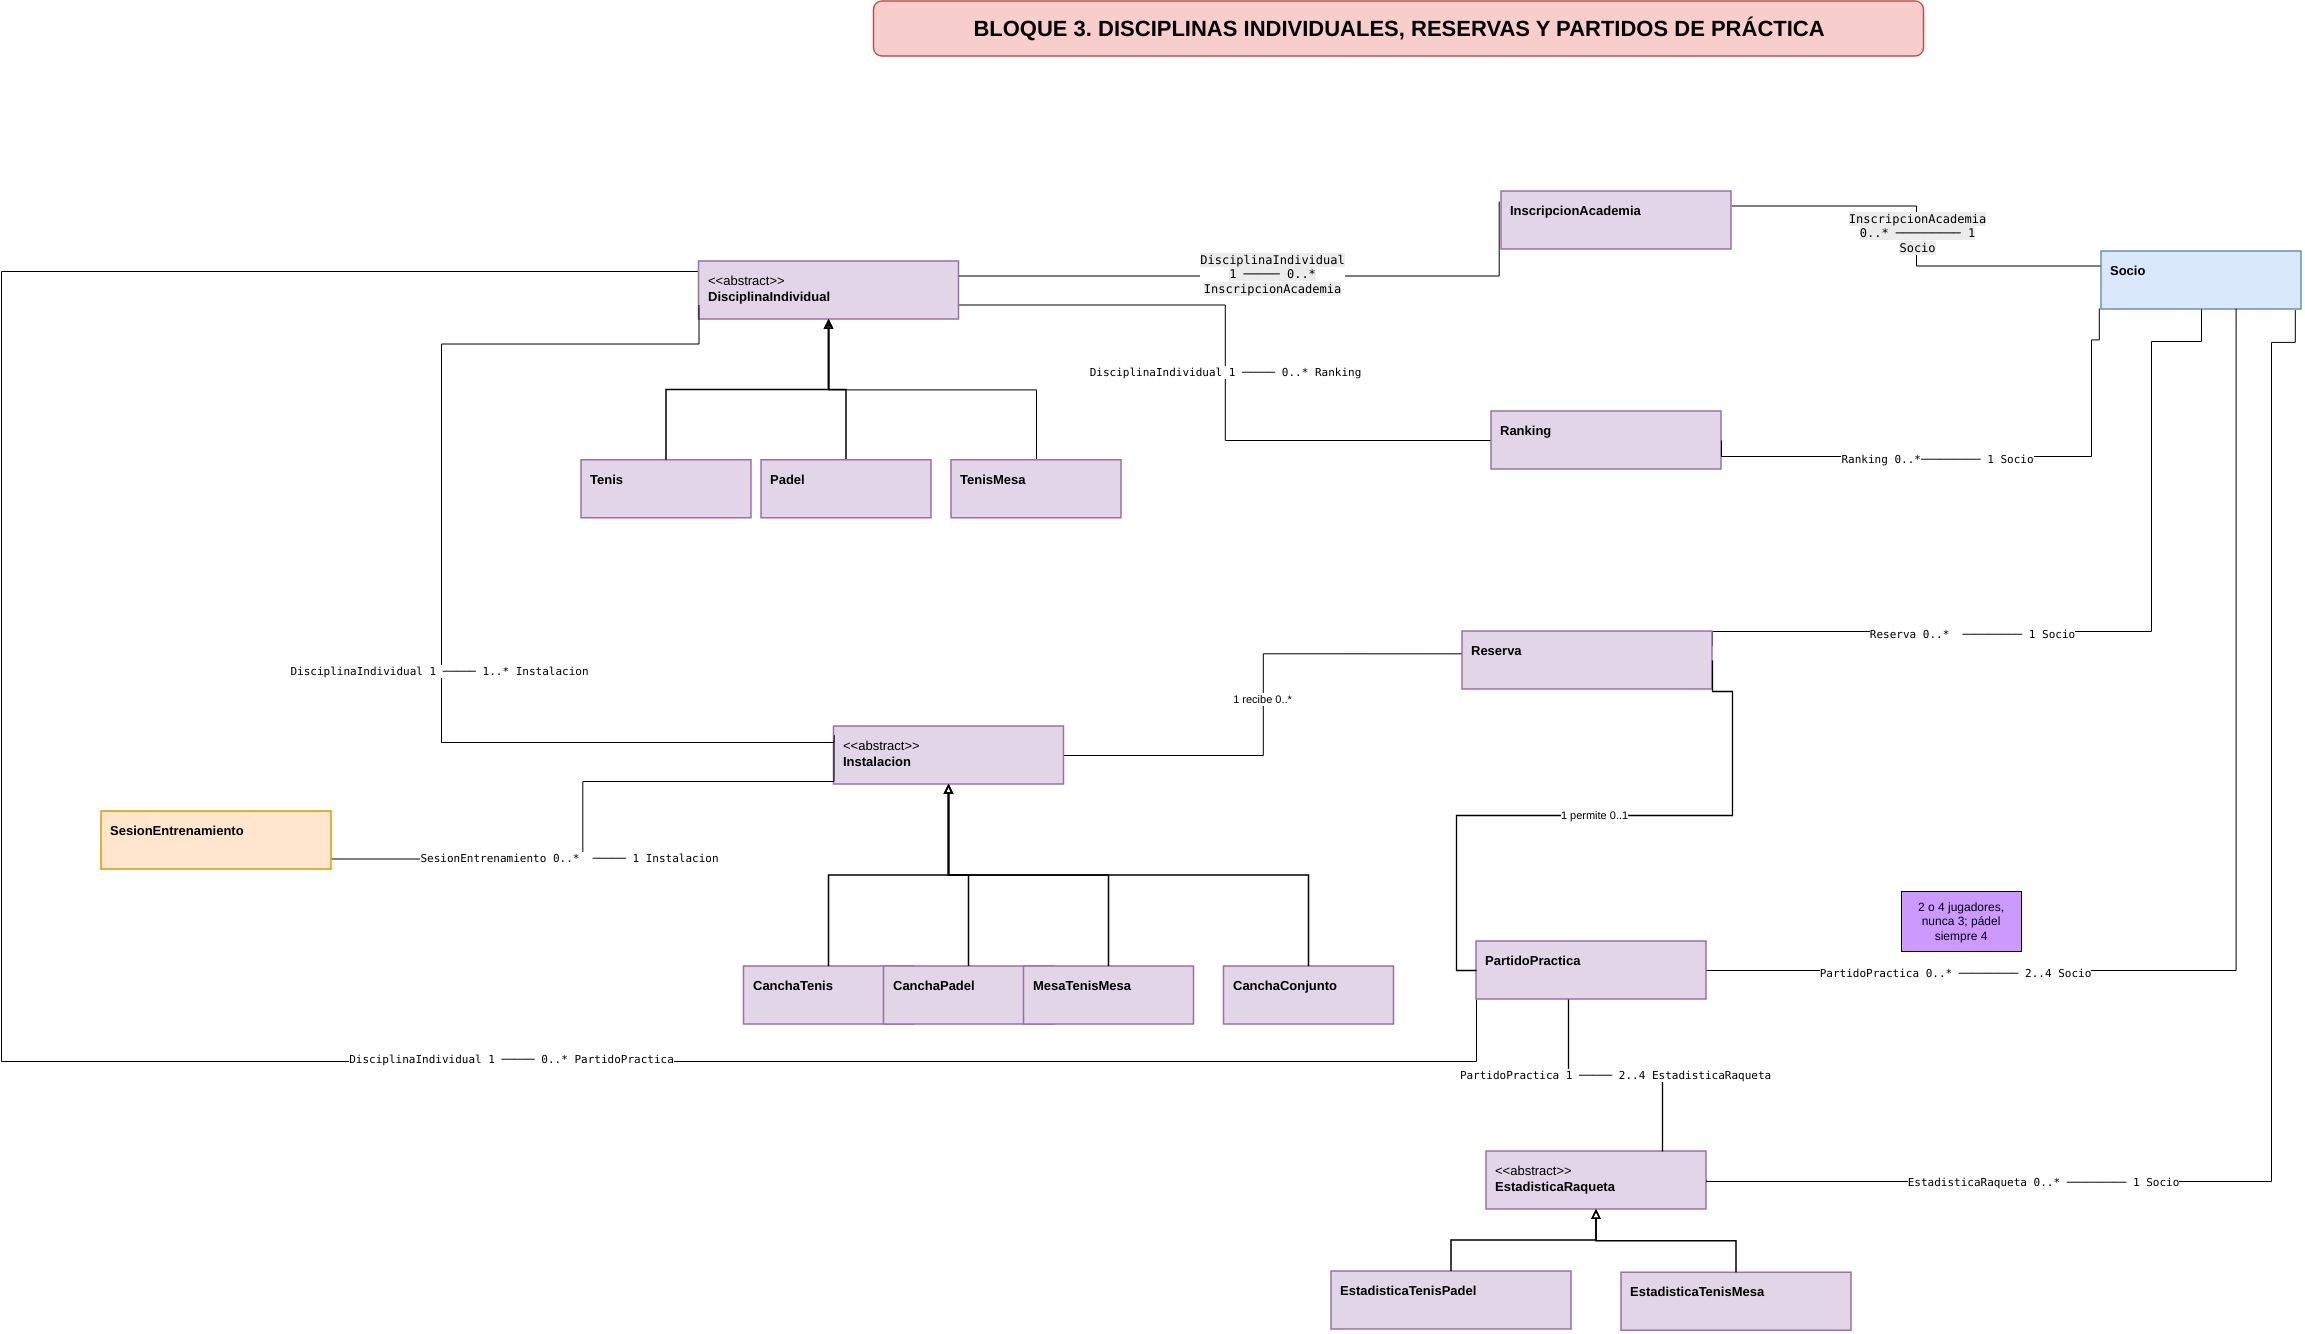 BLOQUE 3. DISCIPLINAS INDIVIDUALES, RESERVAS Y PARTIDOS DE PRÁCTICA
InscripcionAcademia
InscripcionAcademia
0..* ───────── 1
Socio
DisciplinaIndividual
1 ───── 0..*
InscripcionAcademia
Socio
<<abstract>>
DisciplinaIndividual
DisciplinaIndividual 1 ───── 0..* Ranking
Ranking
Ranking 0..*───────── 1 Socio
Tenis
Padel
TenisMesa
Reserva
Reserva 0..*  ───────── 1 Socio
DisciplinaIndividual 1 ───── 1..* Instalacion
1 recibe 0..*
<<abstract>>
Instalacion
SesionEntrenamiento
SesionEntrenamiento 0..*  ───── 1 Instalacion
1 permite 0..1
2 o 4 jugadores,
nunca 3; pádel
siempre 4
PartidoPractica
PartidoPractica 0..* ───────── 2..4 Socio
CanchaTenis
CanchaPadel
MesaTenisMesa
CanchaConjunto
DisciplinaIndividual 1 ───── 0..* PartidoPractica
PartidoPractica 1 ───── 2..4 EstadisticaRaqueta
<<abstract>>
EstadisticaRaqueta
EstadisticaRaqueta 0..* ───────── 1 Socio
EstadisticaTenisPadel
EstadisticaTenisMesa